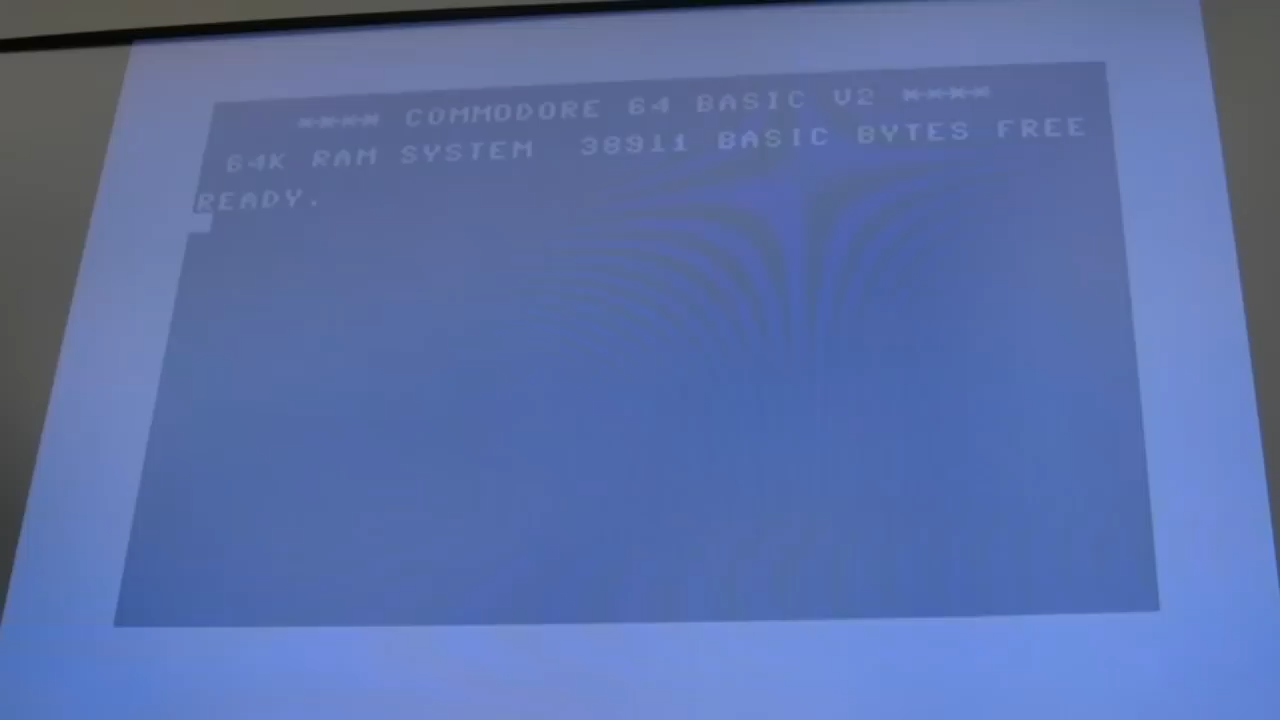 **** COMMODORE 64 BASIC V2 ****
64K RAM SYSTEM  38911 BASIC BYTES FREE
READY.